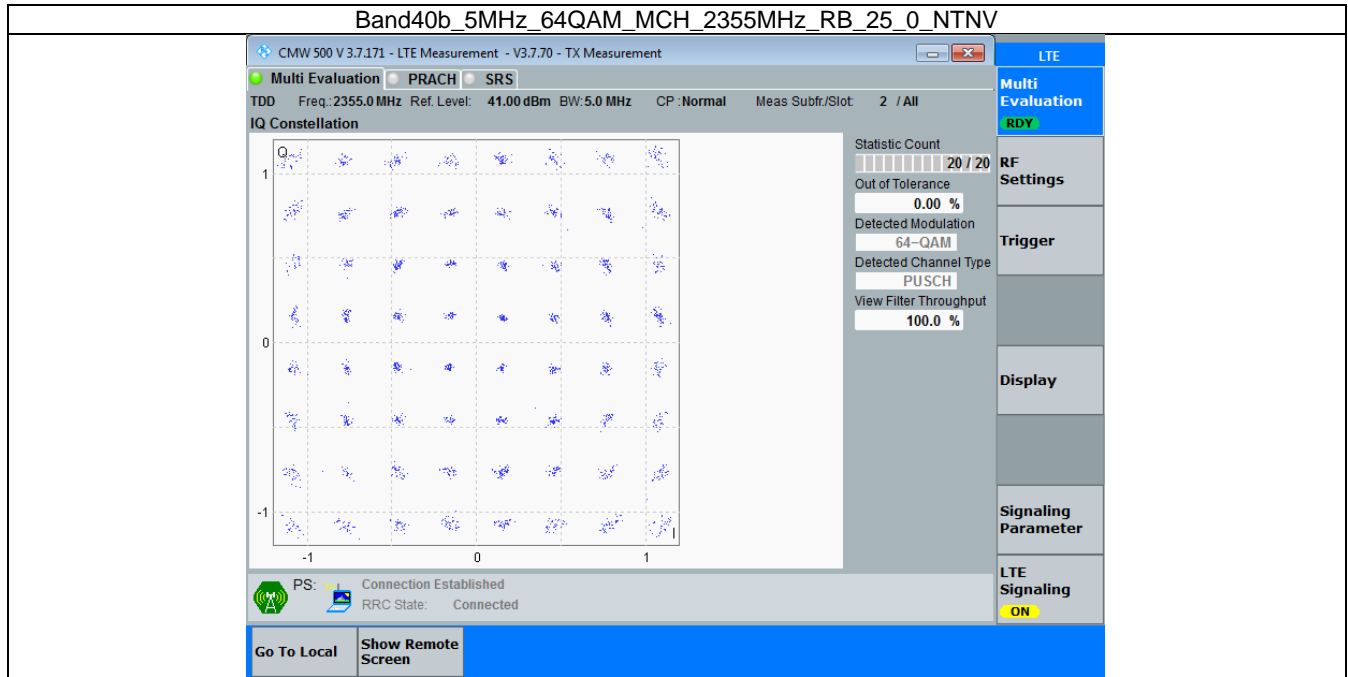 Band40b_5MHz_64QAM_MCH_2355MHz_RB_25_0_NTNV
CMW 500 V 3.7.171 - LTE Measurement - V3.7.70 - TX Measurement
LTE
Multi Evaluation PRACH SRS
Multi
Evaluation
RDY
TDD Freq.:2355.0 MHz Ref. Level: 41.00 dBm BW:5.0 MHz CP :Normal Meas Subfr./Slot: 2 / All
IQ Constellation
Q
1
0
-1
-1 0 1
I
Statistic Count
20 / 20
Out of Tolerance
0.00 %
Detected Modulation
64-QAM
Detected Channel Type
PUSCH
View Filter Throughput
100.0 %
RF
Settings
Trigger
Display
Signaling
Parameter
LTE
Signaling
ON
PS: Connection Established
RRC State: Connected
Go To Local
Show Remote
Screen